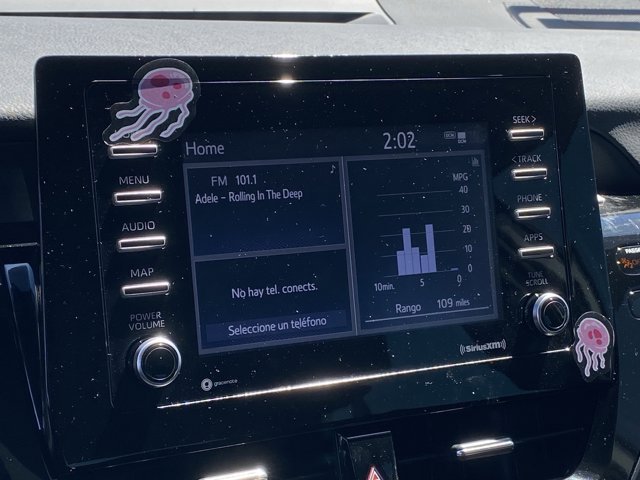 SEEK>
<TRACK
PHONE
APPS
TUNE
SCROLL
MENU
AUDIO
MAP
POWER
VOLUME
Home
2:02
FM 101.1
Adele - Rolling In The Deep
No hay tel. conects.
Seleccione un teléfono
MPG
40
30
20
10
0
10min. 5 0
Rango 109 miles
gracenote
((SiriusXM))